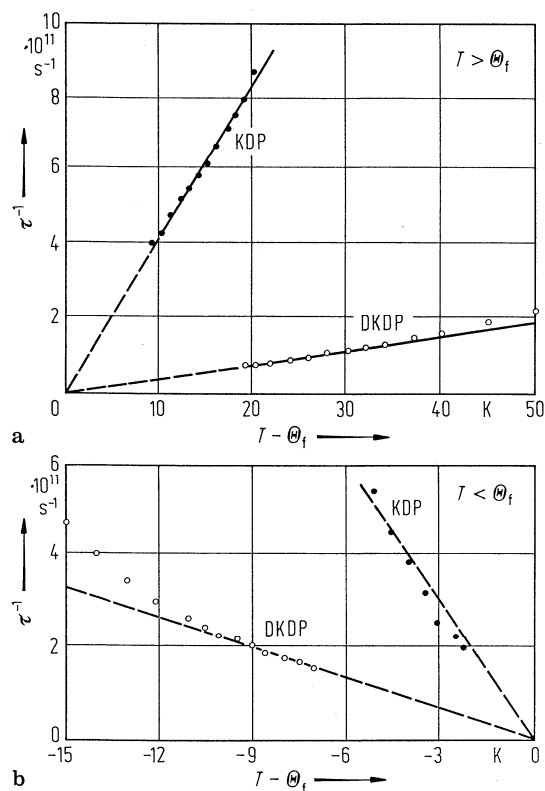 10
·10¹¹
s⁻¹
8
6
4
2
0
τ⁻¹
T > Θf
KDP
DKDP
0 10 20 30 40 K 50
a
T − Θf
6
·10¹¹
s⁻¹
4
2
0
τ⁻¹
T < Θf
KDP
DKDP
−15 −12 −9 −6 −3 K 0
b
T − Θf